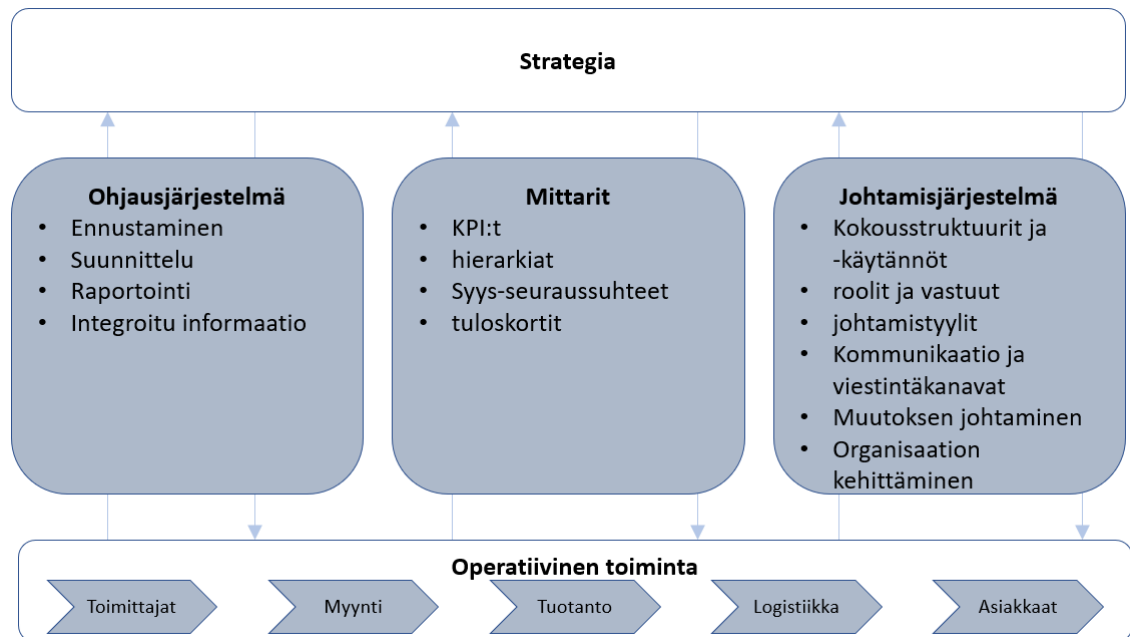 Strategia
Ohjausjärjestelmä
• Ennustaminen
• Suunnittelu
• Raportointi
• Integroitu informaatio
Mittarit
• KPI:t
• hierarkiat
• Syys-seuraussuhteet
• tuloskortit
Johtamisjärjestelmä
• Kokousstruktuurit ja
-käytännöt
• roolit ja vastuut
• johtamistyylit
• Kommunikaatio ja
viestintäkanavat
• Muutoksen johtaminen
• Organisaation
kehittäminen
Operatiivinen toiminta
Toimittajat
Myynti
Tuotanto
Logistiikka
Asiakkaat